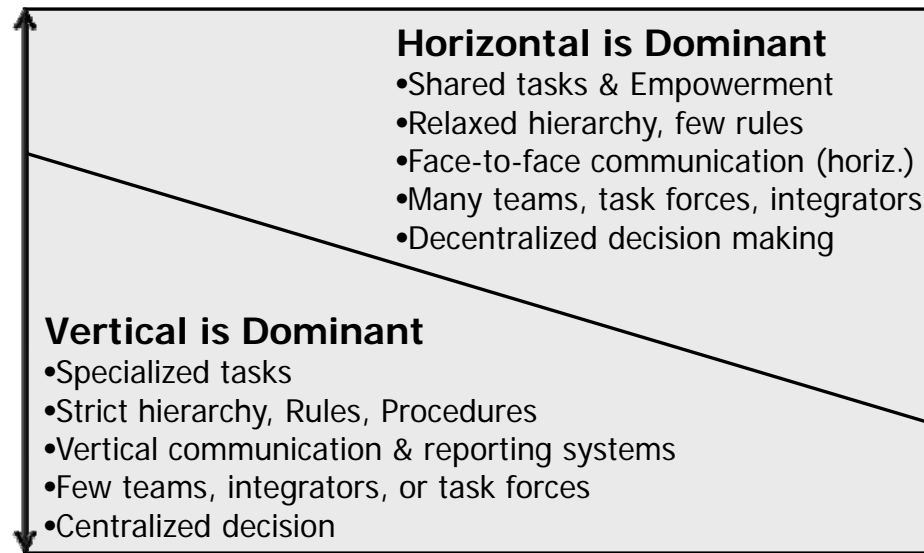 Horizontal is Dominant
•Shared tasks & Empowerment
•Relaxed hierarchy, few rules
•Face-to-face communication (horiz.)
•Many teams, task forces, integrators
•Decentralized decision making
Vertical is Dominant
•Specialized tasks
•Strict hierarchy, Rules, Procedures
•Vertical communication & reporting systems
•Few teams, integrators, or task forces
•Centralized decision